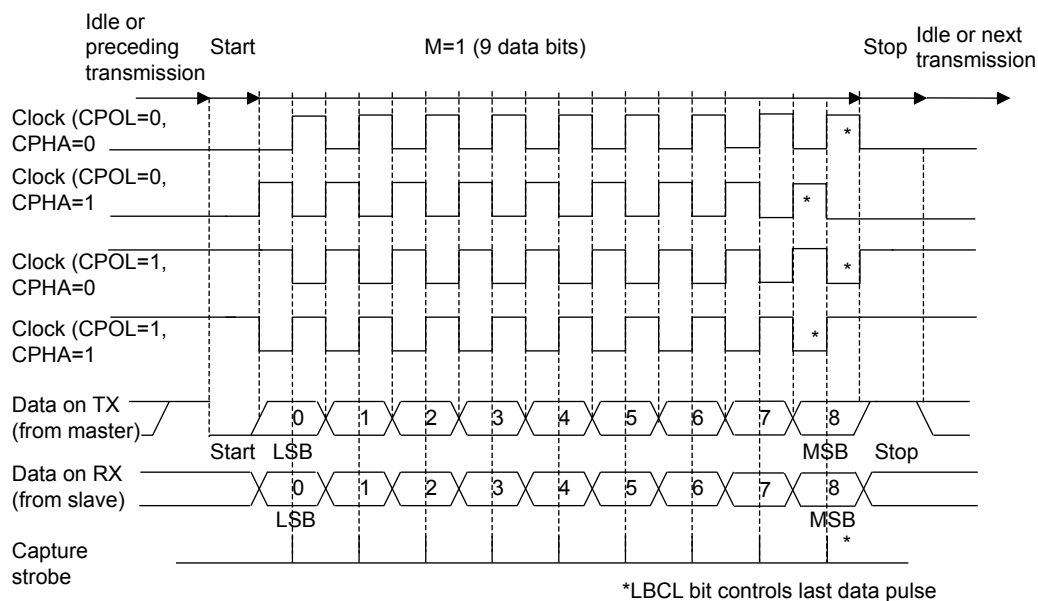 Idle or
preceding
transmission
Start
M=1 (9 data bits)
Stop
Idle or next
transmission
Clock (CPOL=0,
CPHA=0
Clock (CPOL=0,
CPHA=1
Clock (CPOL=1,
CPHA=0
Clock (CPOL=1,
CPHA=1
*
*
*
*
Data on TX
(from master)
0 1 2 3 4 5 6 7 8
Start LSB MSB Stop
Data on RX
(from slave)
0 1 2 3 4 5 6 7 8
LSB MSB
Capture
strobe
*
*LBCL bit controls last data pulse